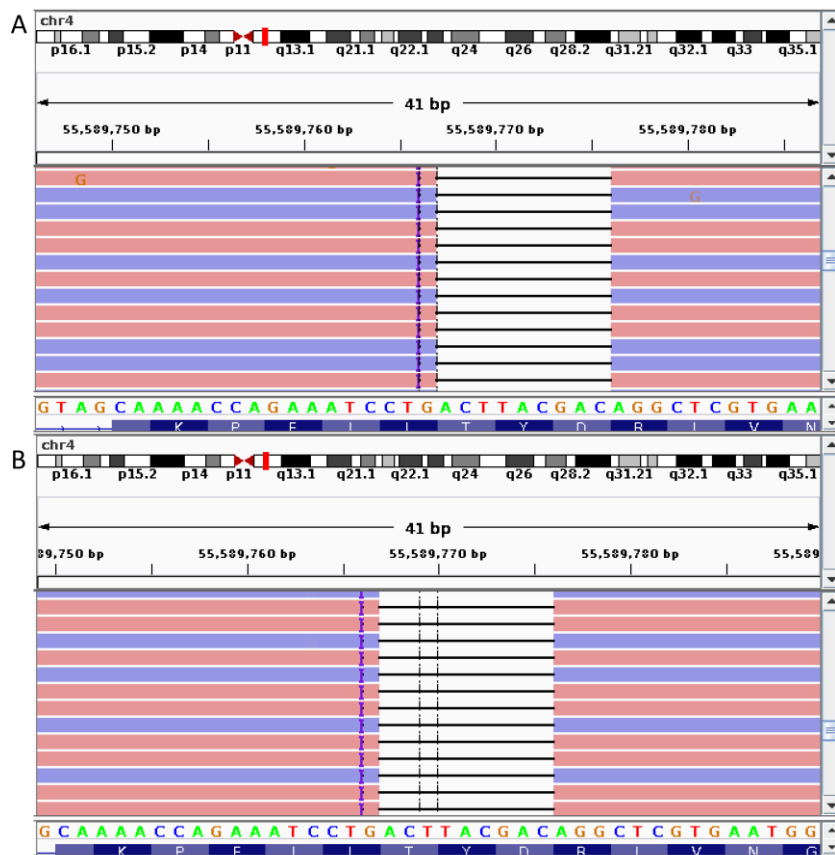 A
chr4
p16.1 p15.2 p14 p11 q13.1 q21.1 q22.1 q24 q26 q28.2 q31.21 q32.1 q33 q35.1
41 bp
55,589,750 bp 55,589,760 bp 55,589,770 bp 55,589,780 bp
G
G
G T A G C A A A A C C A G A A A T C C T G A C T T A C G A C A G G C T C G T G A A
K P E I L T Y D R L V N
B
chr4
p16.1 p15.2 p14 p11 q13.1 q21.1 q22.1 q24 q26 q28.2 q31.21 q32.1 q33 q35.1
41 bp
89,750 bp 55,589,760 bp 55,589,770 bp 55,589,780 bp 55,589
G C A A A A C C A G A A A T C C T G A C T T A C G A C A G G C T C G T G A A T G G
K P E I L T Y D R L V N G